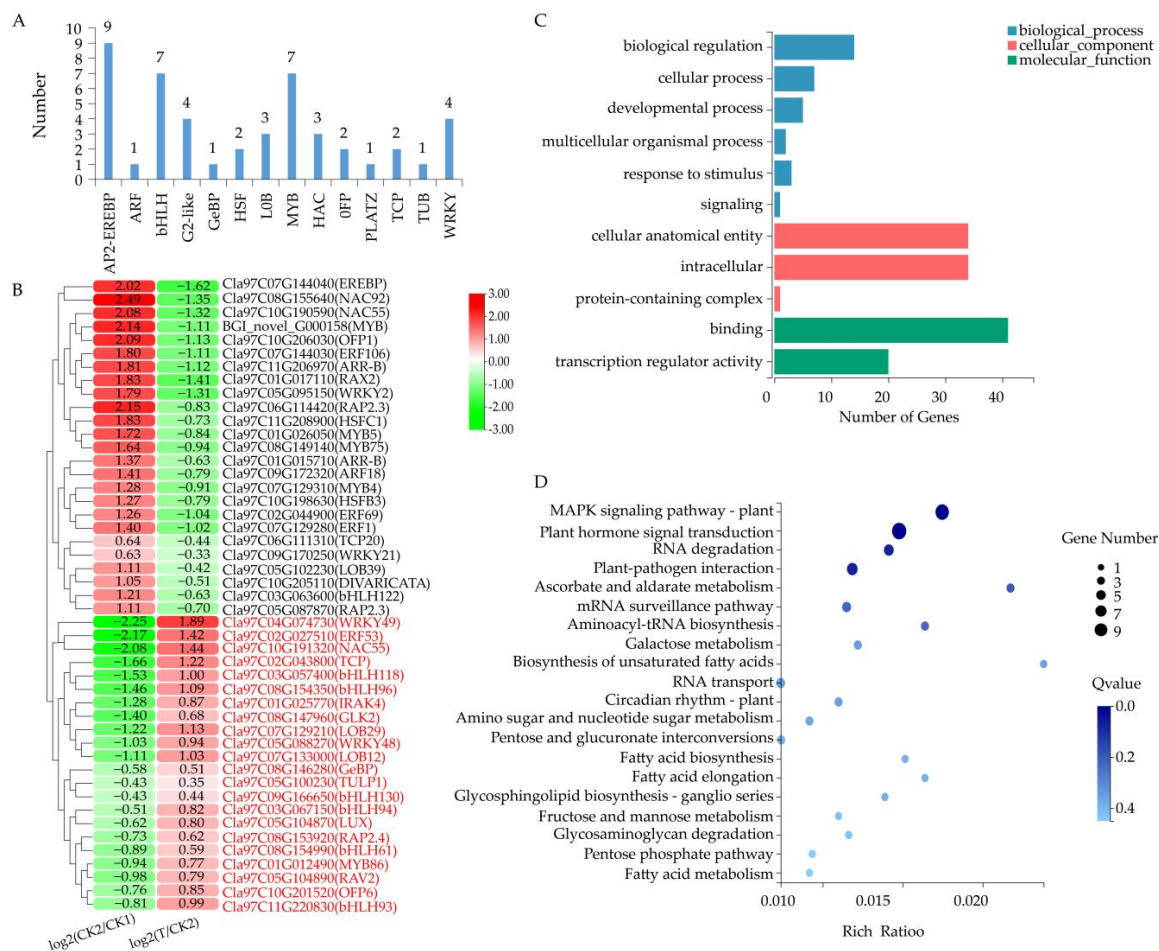 A
Number
10
9
8
7
6
5
4
3
2
1
0
9
1
7
4
1
2
3
7
3
2
1
2
1
4
AP2-EREBP
ARF
bHLH
G2-like
GeBP
HSF
L0B
MYB
HAC
0FP
PLATZ
TCP
TUB
WRKY
B
2.02 −1.62 Cla97C07G144040(EREBP)
2.49 −1.35 Cla97C08G155640(NAC92)
2.08 −1.32 Cla97C10G190590(NAC55)
2.14 −1.11 BGI_novel_G000158(MYB)
2.09 −1.13 Cla97C10G206030(OFP1)
1.80 −1.11 Cla97C07G144030(ERF106)
1.81 −1.12 Cla97C11G206970(ARR-B)
1.83 −1.41 Cla97C01G017110(RAX2)
1.79 −1.31 Cla97C05G095150(WRKY2)
2.15 −0.83 Cla97C06G114420(RAP2.3)
1.83 −0.73 Cla97C11G208900(HSFC1)
1.72 −0.84 Cla97C01G026050(MYB5)
1.64 −0.94 Cla97C08G149140(MYB75)
1.37 −0.63 Cla97C01G015710(ARR-B)
1.41 −0.79 Cla97C09G172320(ARF18)
1.28 −0.91 Cla97C07G129310(MYB4)
1.27 −0.79 Cla97C10G198630(HSFB3)
1.26 −1.04 Cla97C02G044900(ERF69)
1.40 −1.02 Cla97C07G129280(ERF1)
0.64 −0.44 Cla97C06G111310(TCP20)
0.63 −0.33 Cla97C09G170250(WRKY21)
1.11 −0.42 Cla97C05G102230(LOB39)
1.05 −0.51 Cla97C10G205110(DIVARICATA)
1.21 −0.63 Cla97C03G063600(bHLH122)
1.11 −0.70 Cla97C05G087870(RAP2.3)
−2.25 1.89 Cla97C04G074730(WRKY49)
−2.17 1.42 Cla97C02G027510(ERF53)
−2.08 1.44 Cla97C10G191320(NAC55)
−1.66 1.22 Cla97C02G043800(TCP)
−1.53 1.00 Cla97C03G057400(bHLH118)
−1.46 1.09 Cla97C08G154350(bHLH96)
−1.28 0.87 Cla97C01G025770(IRAK4)
−1.40 0.68 Cla97C08G147960(GLK2)
−1.22 1.13 Cla97C07G129210(LOB29)
−1.03 0.94 Cla97C05G088270(WRKY48)
−1.11 1.03 Cla97C07G133000(LOB12)
−0.58 0.51 Cla97C08G146280(GeBP)
−0.43 0.35 Cla97C05G100230(TULP1)
−0.43 0.44 Cla97C09G166650(bHLH130)
−0.51 0.82 Cla97C03G067150(bHLH94)
−0.62 0.80 Cla97C05G104870(LUX)
−0.73 0.62 Cla97C08G153920(RAP2.4)
−0.89 0.59 Cla97C08G154990(bHLH61)
−0.94 0.77 Cla97C01G012490(MYB86)
−0.98 0.79 Cla97C05G104890(RAV2)
−0.76 0.85 Cla97C10G201520(OFP6)
−0.81 0.99 Cla97C11G220830(bHLH93)
log2(CK2/CK1) log2(T/CK2)
3.00
2.00
1.00
0.00
-1.00
-2.00
-3.00
C
biological_process
cellular_component
molecular_function
biological regulation
cellular process
developmental process
multicellular organismal process
response to stimulus
signaling
cellular anatomical entity
intracellular
protein-containing complex
binding
transcription regulator activity
0 10 20 30 40
Number of Genes
D
MAPK signaling pathway - plant
Plant hormone signal transduction
RNA degradation
Plant-pathogen interaction
Ascorbate and aldarate metabolism
mRNA surveillance pathway
Aminoacyl-tRNA biosynthesis
Galactose metabolism
Biosynthesis of unsaturated fatty acids
RNA transport
Circadian rhythm - plant
Amino sugar and nucleotide sugar metabolism
Pentose and glucuronate interconversions
Fatty acid biosynthesis
Fatty acid elongation
Glycosphingolipid biosynthesis - ganglio series
Fructose and mannose metabolism
Glycosaminoglycan degradation
Pentose phosphate pathway
Fatty acid metabolism
0.010 0.015 0.020
Rich Ratioo
Gene Number
1
3
5
7
9
Qvalue
0.0
0.2
0.4